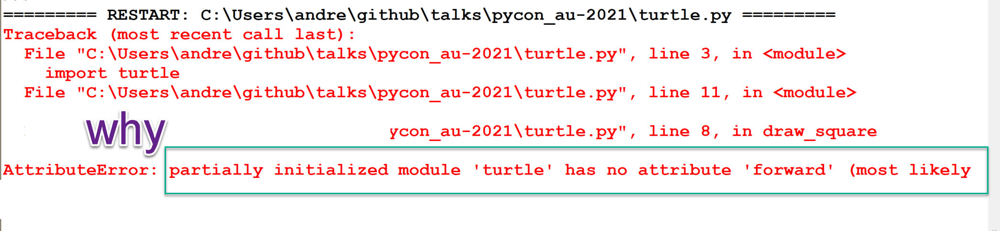 ========= RESTART: C:\Users\andre\github\talks\pycon_au-2021\turtle.py =========
Traceback (most recent call last):
  File "C:\Users\andre\github\talks\pycon_au-2021\turtle.py", line 3, in <module>
    import turtle
  File "C:\Users\andre\github\talks\pycon_au-2021\turtle.py", line 11, in <module>
why
ycon_au-2021\turtle.py", line 8, in draw_square
AttributeError: partially initialized module 'turtle' has no attribute 'forward' (most likely